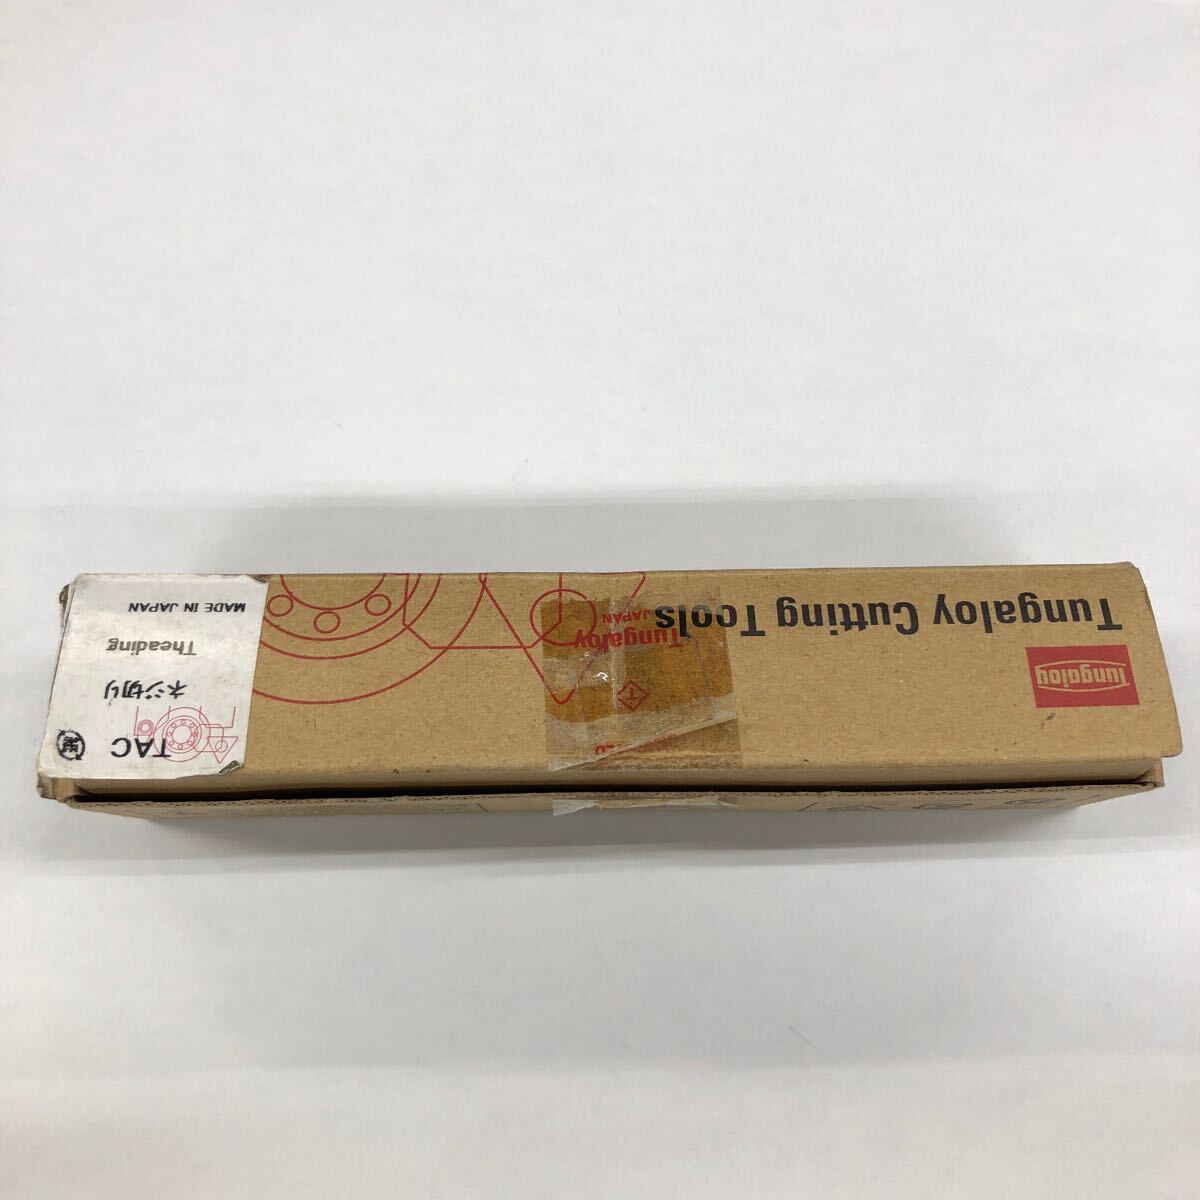 Tungaloy
Tungaloy Cutting Tools
Tungaloy
JAPAN
T
TAC
ネジ切り
Theading
MADE IN JAPAN